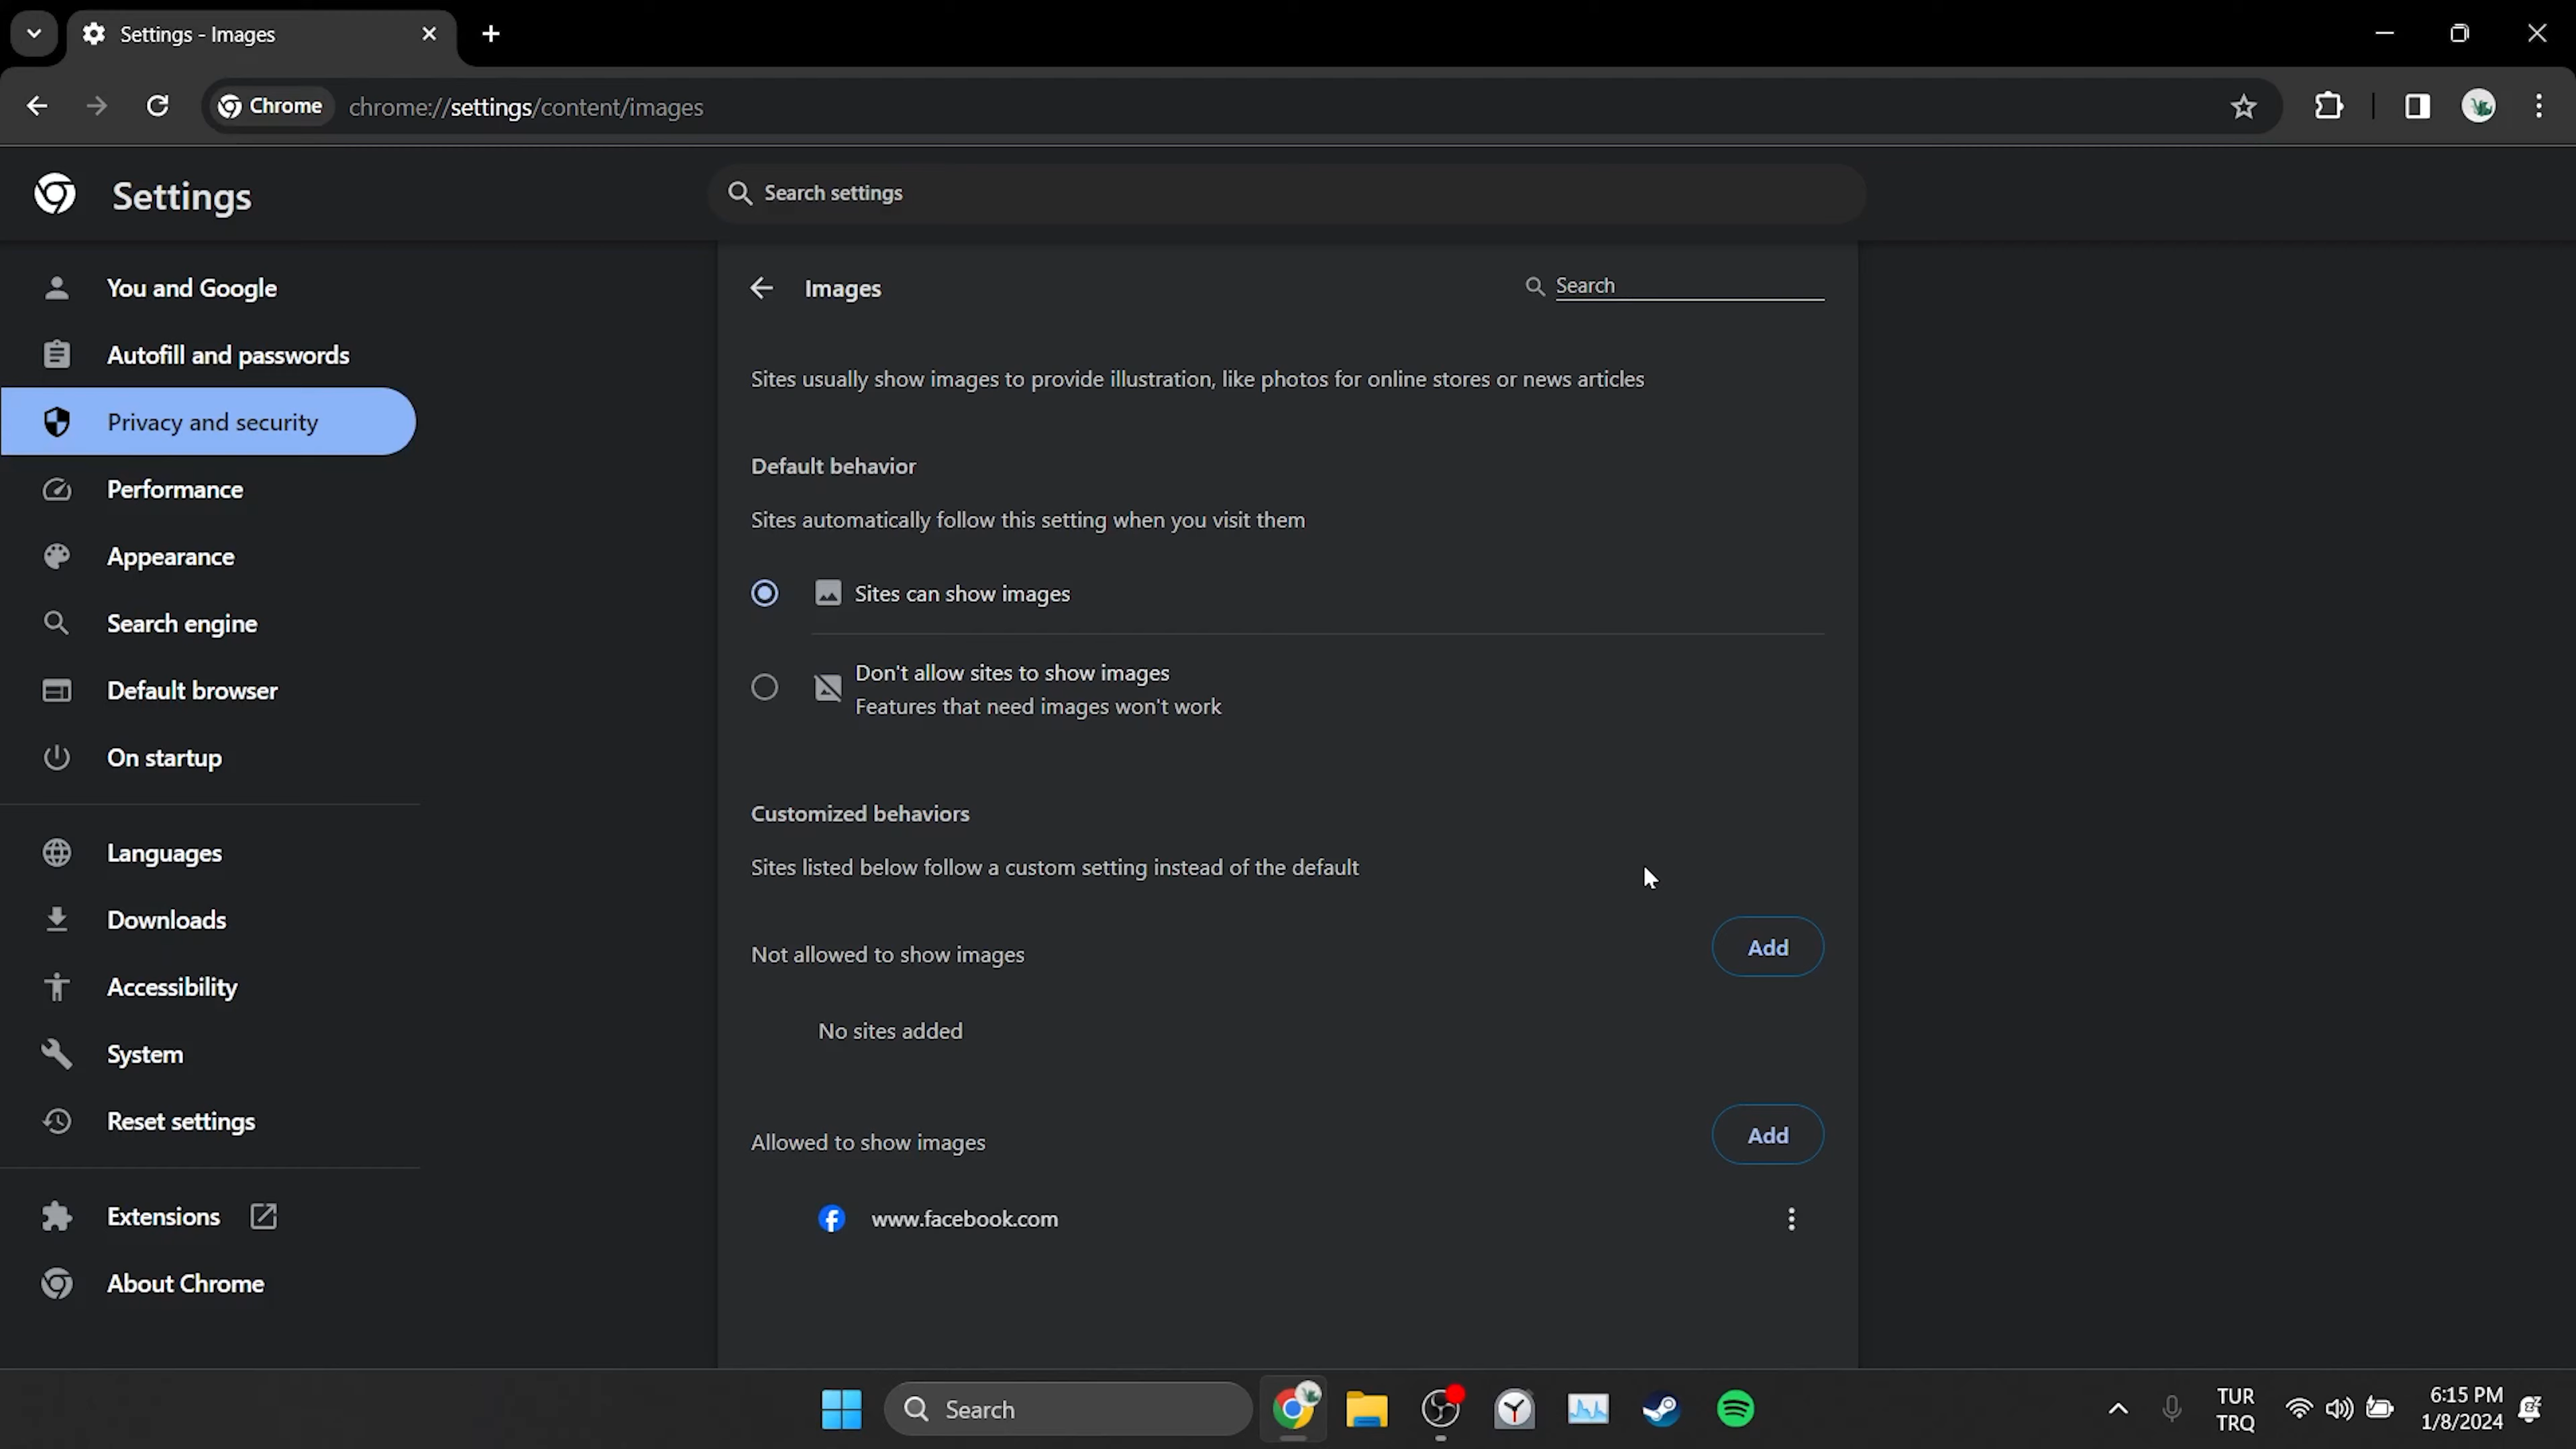 Settings - Images
Chrome
chrome://settings/content/images
Settings
Search settings
You and Google
Autofill and passwords
Privacy and security
Performance
Appearance
Search engine
Default browser
On startup
Languages
Downloads
Accessibility
System
Reset settings
Extensions
About Chrome
Images
Search
Sites usually show images to provide illustration, like photos for online stores or news articles
Default behavior
Sites automatically follow this setting when you visit them
Sites can show images
Don't allow sites to show images
Features that need images won't work
Customized behaviors
Sites listed below follow a custom setting instead of the default
Not allowed to show images
Add
No sites added
Allowed to show images
Add
www.facebook.com
Search
TUR
TRQ
6:15 PM
1/8/2024